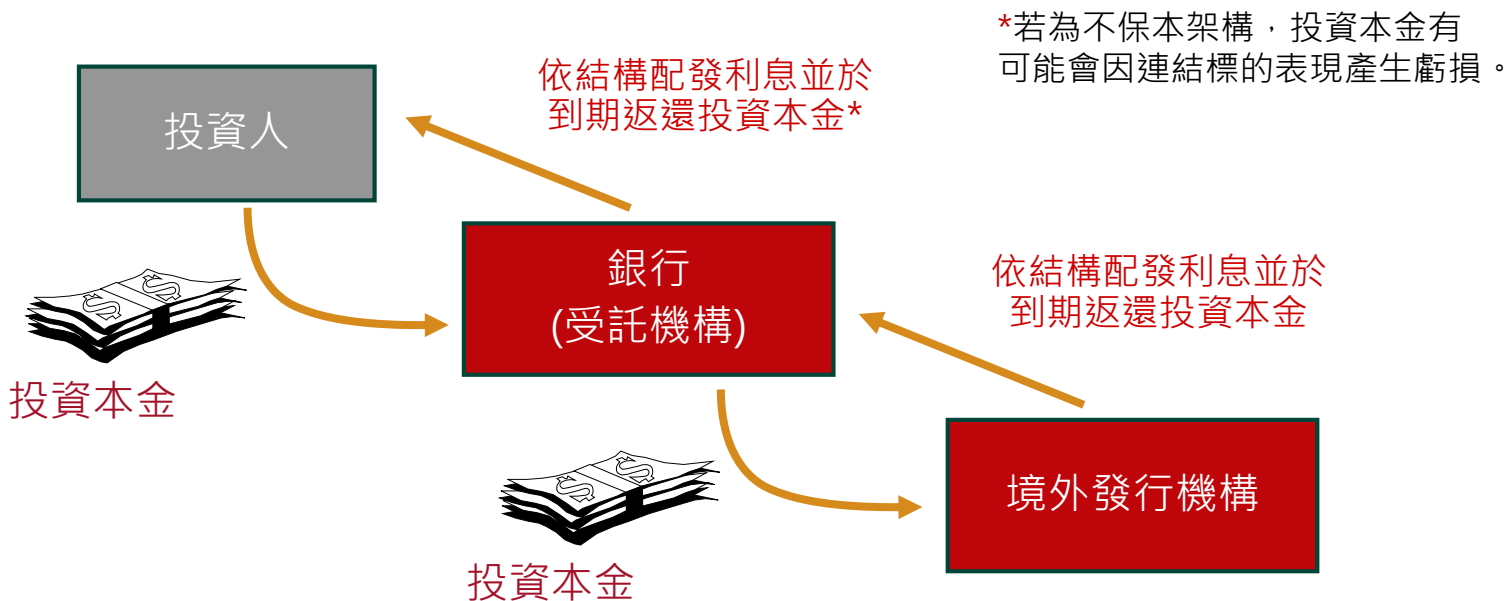 *若為不保本架構，投資本金有
可能會因連結標的表現產生虧損。
依結構配發利息並於
到期返還投資本金*
投資人
銀行
(受託機構)
依結構配發利息並於
到期返還投資本金
投資本金
境外發行機構
投資本金